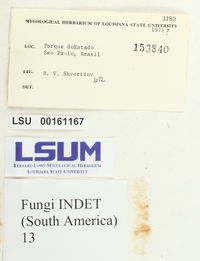 3780
MYCOLOGICAL HERBARIUM OF LOUISIANA STATE UNIVERSITY
1971
153840
LOC. Parque doEstado
Sao Paulo, Brasil
LEG. B. V. Skvortzov
DET.
LSU 00161167
LSUM
BERNARD LOWY MYCOLOGICAL HERBARIUM
LOUISIANA STATE UNIVERSITY
Fungi INDET
(South America)
13